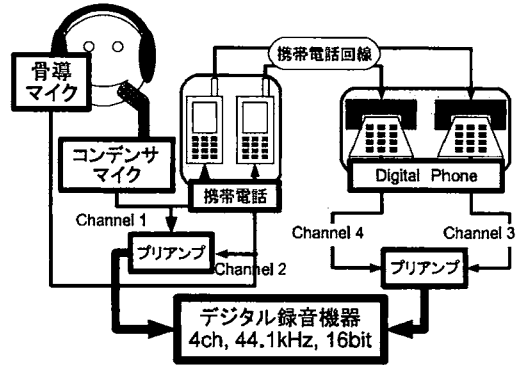 骨導
マイク
コンデンサ
マイク
携帯電話
携帯電話回線
Digital Phone
Channel 1
Channel 2
Channel 4
Channel 3
プリアンプ
プリアンプ
デジタル録音機器
4ch, 44.1kHz, 16bit